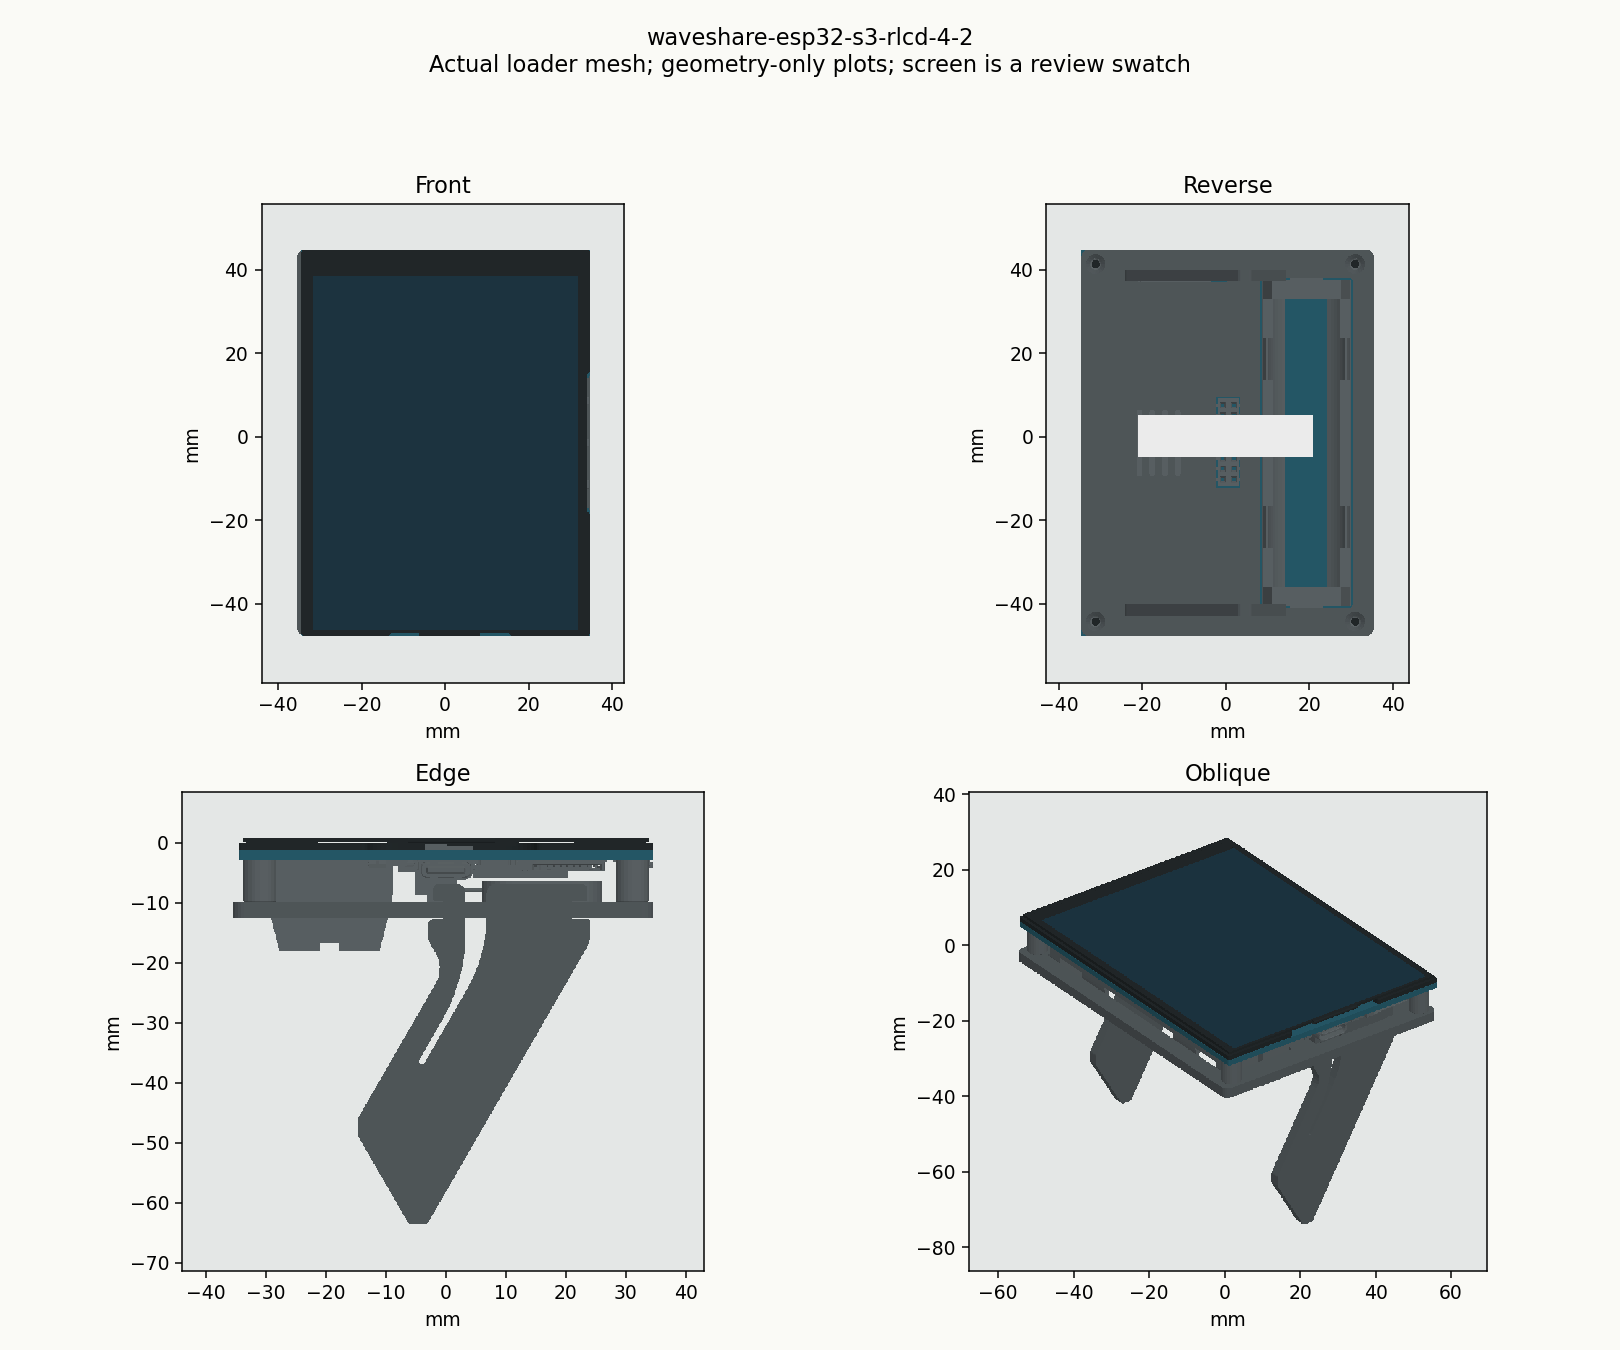 waveshare-esp32-s3-rlcd-4-2
Actual loader mesh; geometry-only plots; screen is a review swatch
Front
40
20
0
−20
−40
mm
−40 −20 0 20 40
mm
Reverse
40
20
0
−20
−40
mm
−40 −20 0 20 40
mm
Edge
0
−10
−20
−30
−40
−50
−60
−70
mm
−40 −30 −20 −10 0 10 20 30 40
mm
Oblique
40
20
0
−20
−40
−60
−80
mm
−60 −40 −20 0 20 40 60
mm